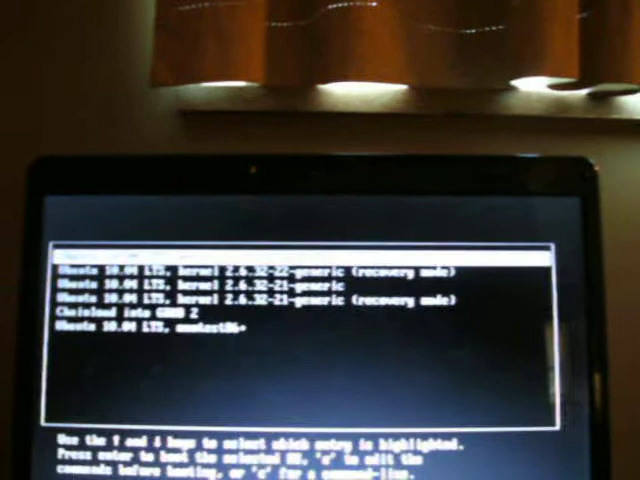 Ubuntu 10.04 LTS, kernel 2.6.32-22-generic (recovery mode)
Ubuntu 10.04 LTS, kernel 2.6.32-21-generic
Ubuntu 10.04 LTS, kernel 2.6.32-21-generic (recovery mode)
Chainload into GRUB 2
Ubuntu 10.04 LTS, memtest86+
Use the ↑ and ↓ keys to select which entry is highlighted.
Press enter to boot the selected OS, 'e' to edit the
commands before booting, or 'c' for a command-line.